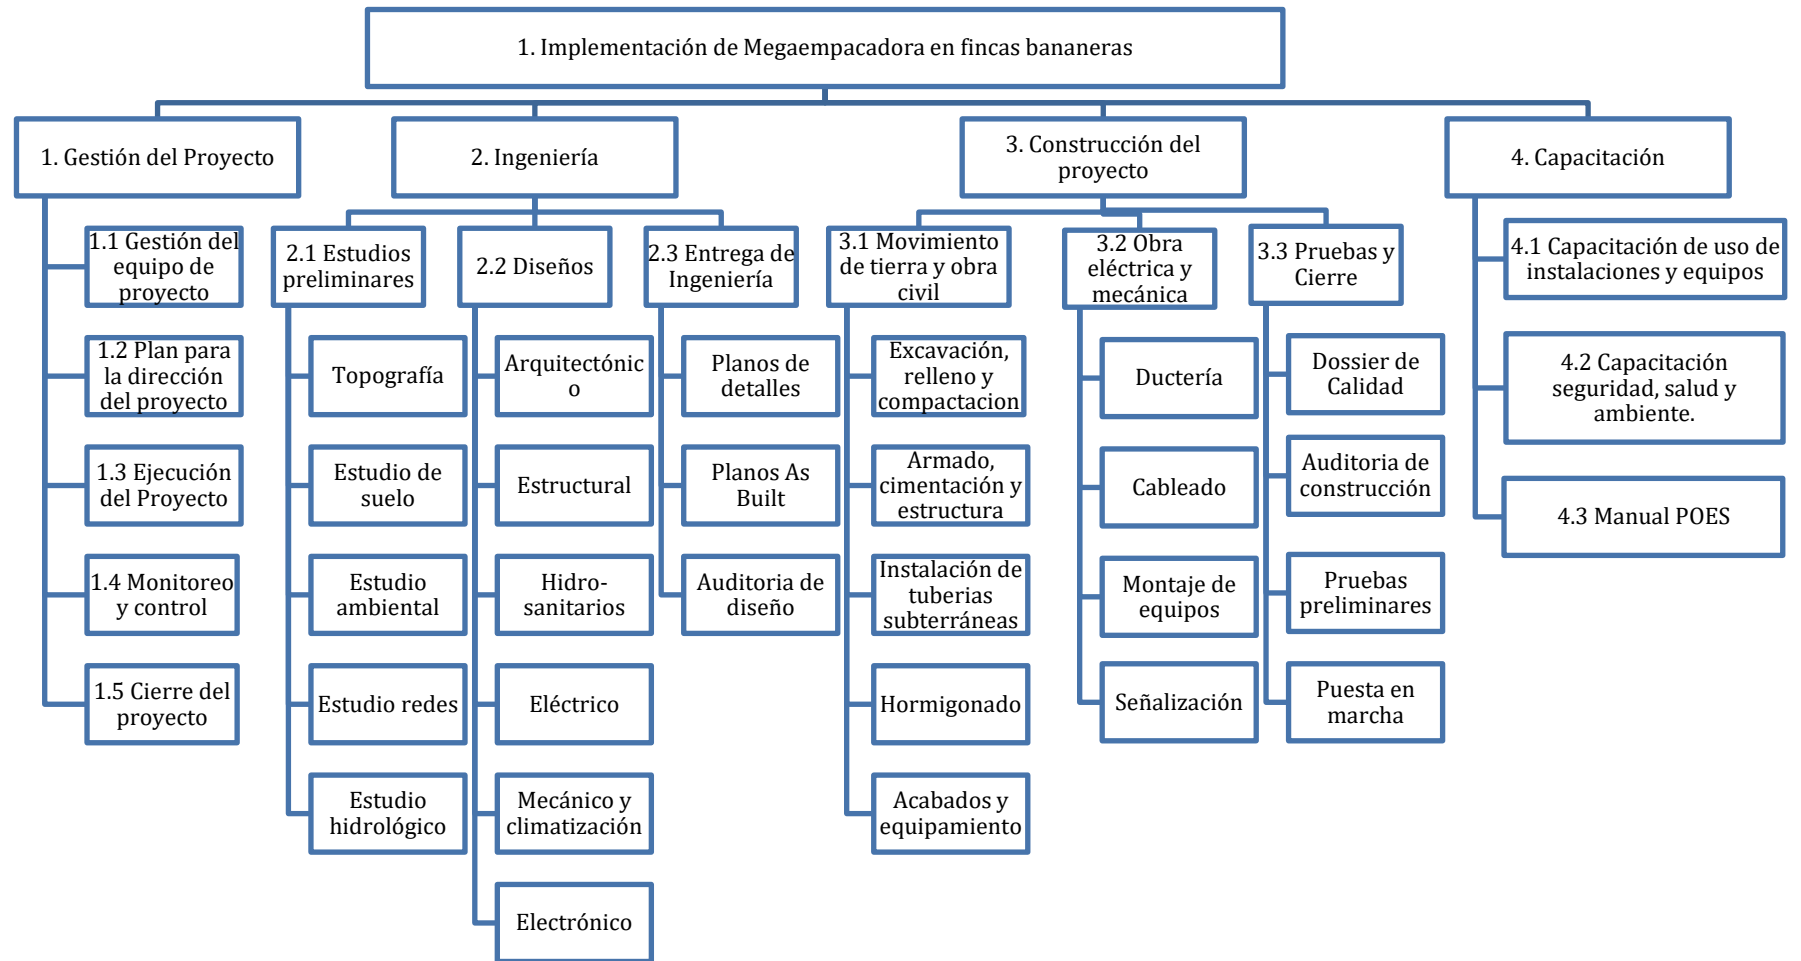 1. Implementación de Megaempacadora en fincas bananeras
1. Gestión del Proyecto
2. Ingeniería
3. Construcción del
proyecto
4. Capacitación
1.1 Gestión del
equipo de
proyecto
1.2 Plan para
la dirección
del proyecto
1.3 Ejecución
del Proyecto
1.4 Monitoreo
y control
1.5 Cierre del
proyecto
2.1 Estudios
preliminares
Topografía
Estudio de
suelo
Estudio
ambiental
Estudio redes
Estudio
hidrológico
2.2 Diseños
Arquitectónic
o
Estructural
Hidro-
sanitarios
Eléctrico
Mecánico y
climatización
Electrónico
2.3 Entrega de
Ingeniería
Planos de
detalles
Planos As
Built
Auditoria de
diseño
3.1 Movimiento
de tierra y obra
civil
Excavación,
relleno y
compactacion
Armado,
cimentación y
estructura
Instalación de
tuberias
subterráneas
Hormigonado
Acabados y
equipamiento
3.2 Obra
eléctrica y
mecánica
Ductería
Cableado
Montaje de
equipos
Señalización
3.3 Pruebas y
Cierre
Dossier de
Calidad
Auditoria de
construcción
Pruebas
preliminares
Puesta en
marcha
4.1 Capacitación de uso de
instalaciones y equipos
4.2 Capacitación
seguridad, salud y
ambiente.
4.3 Manual POES